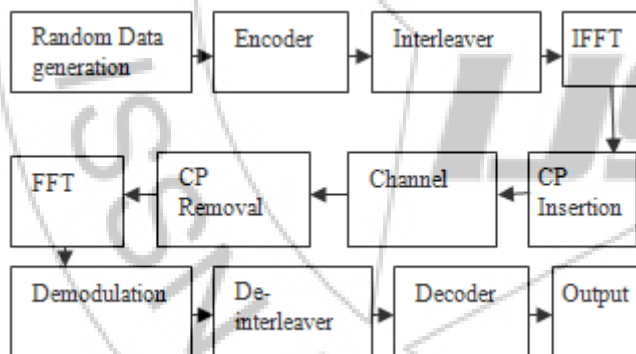 Random Data
generation
Encoder
Interleaver
IFFT
FFT
CP
Removal
Channel
CP
Insertion
Demodulation
De-
interleaver
Decoder
Output